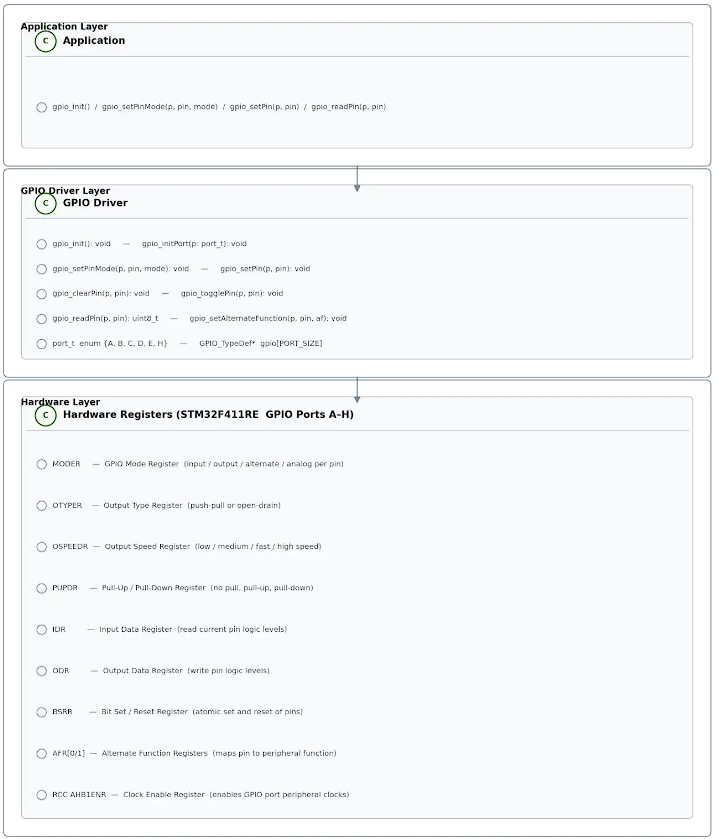 Application Layer
C Application
gpio_init() / gpio_setPinMode(p, pin, mode) / gpio_setPin(p, pin) / gpio_readPin(p, pin)
GPIO Driver Layer
C GPIO Driver
gpio_init(): void — gpio_initPort(p: port_t): void
gpio_setPinMode(p, pin, mode): void — gpio_setPin(p, pin): void
gpio_clearPin(p, pin): void — gpio_togglePin(p, pin): void
gpio_readPin(p, pin): uint8_t — gpio_setAlternateFunction(p, pin, af): void
port_t enum {A, B, C, D, E, H} — GPIO_TypeDef* gpio[PORT_SIZE]
Hardware Layer
C Hardware Registers (STM32F411RE GPIO Ports A–H)
MODER — GPIO Mode Register (input / output / alternate / analog per pin)
OTYPER — Output Type Register (push-pull or open-drain)
OSPEEDR — Output Speed Register (low / medium / fast / high speed)
PUPDR — Pull-Up / Pull-Down Register (no pull, pull-up, pull-down)
IDR — Input Data Register (read current pin logic levels)
ODR — Output Data Register (write pin logic levels)
BSRR — Bit Set / Reset Register (atomic set and reset of pins)
AFR[0/1] — Alternate Function Registers (maps pin to peripheral function)
RCC AHB1ENR — Clock Enable Register (enables GPIO port peripheral clocks)